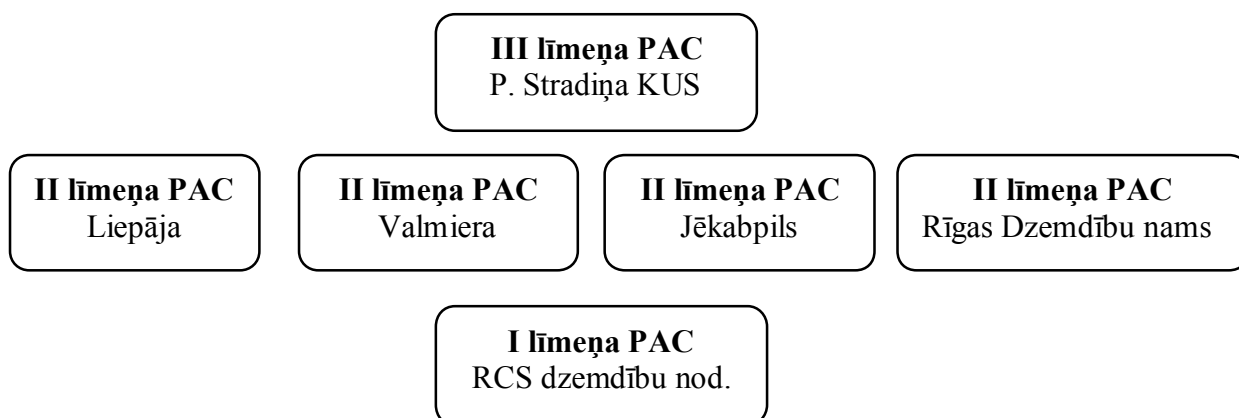 III līmeņa PAC
P. Stradiņa KUS
II līmeņa PAC
Liepāja
II līmeņa PAC
Valmiera
II līmeņa PAC
Jēkabpils
II līmeņa PAC
Rīgas Dzemdību nams
I līmeņa PAC
RCS dzemdību nod.